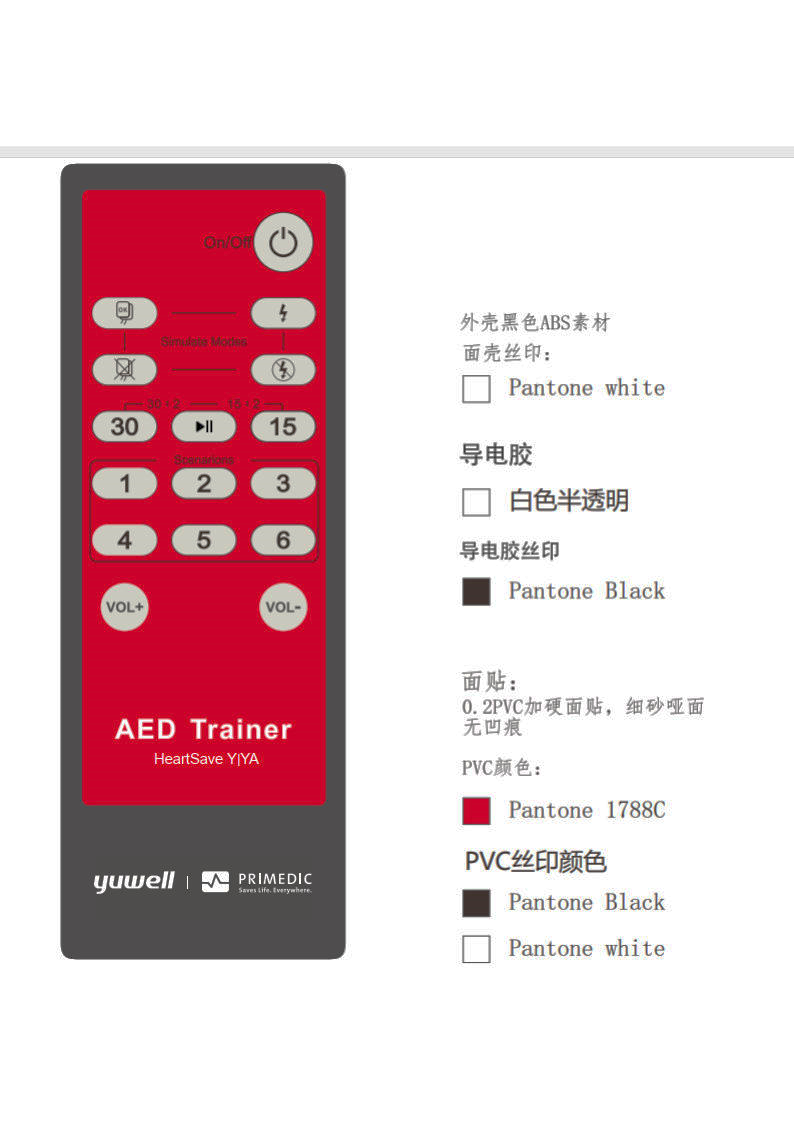 On/Off
OK
Simulate Modes
30:2 15:2
30 15
1 2 3
4 5 6
VOL+ VOL-
AED Trainer
HeartSave Y|YA
yuwell | PRIMEDIC
Saves Life. Everywhere.
外壳黑色ABS素材
面壳丝印：
Pantone white
导电胶
白色半透明
导电胶丝印
Pantone Black
面贴：
0.2PVC加硬面贴，细砂哑面
无凹痕
PVC颜色：
Pantone 1788C
PVC丝印颜色
Pantone Black
Pantone white